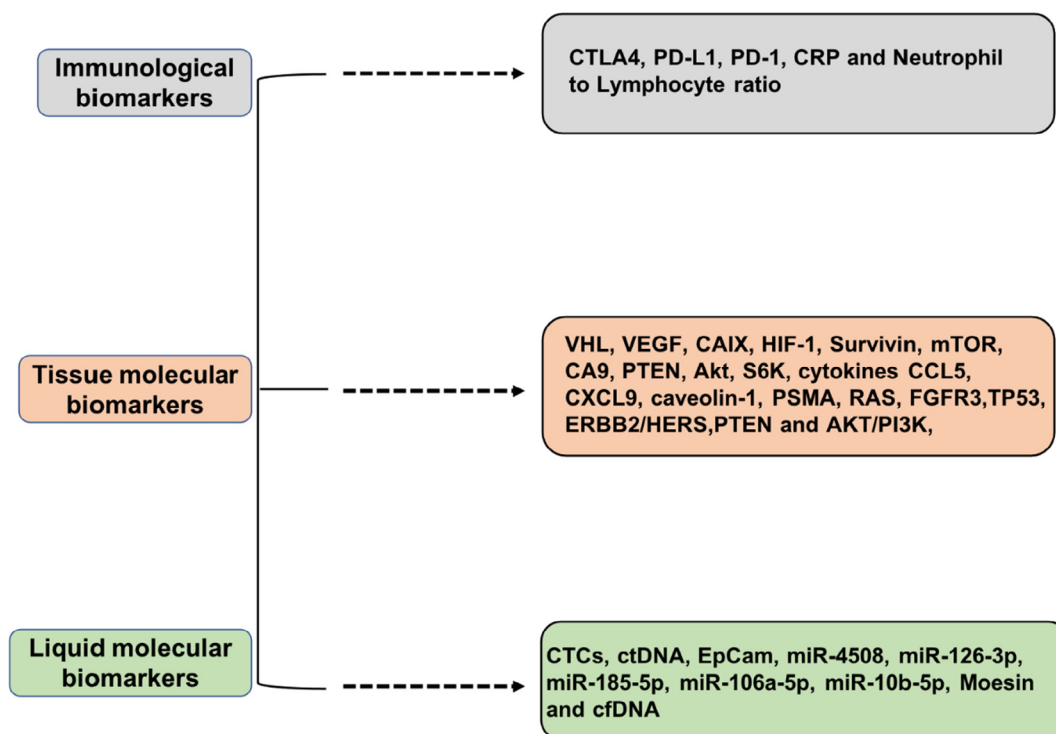 Immunological
biomarkers
CTLA4, PD-L1, PD-1, CRP and Neutrophil
to Lymphocyte ratio
Tissue molecular
biomarkers
VHL, VEGF, CAIX, HIF-1, Survivin, mTOR,
CA9, PTEN, Akt, S6K, cytokines CCL5,
CXCL9, caveolin-1, PSMA, RAS, FGFR3,TP53,
ERBB2/HERS,PTEN and AKT/PI3K,
Liquid molecular
biomarkers
CTCs, ctDNA, EpCam, miR-4508, miR-126-3p,
miR-185-5p, miR-106a-5p, miR-10b-5p, Moesin
and cfDNA